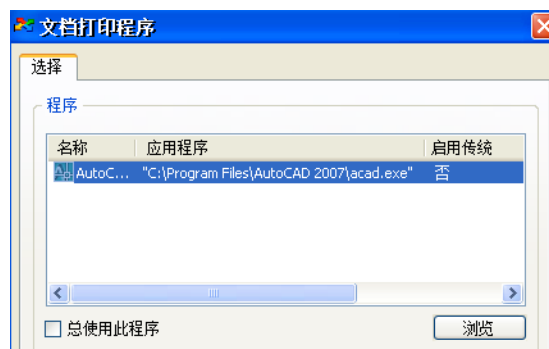 文档打印程序
选择
程序
名称 应用程序 启用传统
AutoC... "C:\Program Files\AutoCAD 2007\acad.exe" 否
总使用此程序 浏览